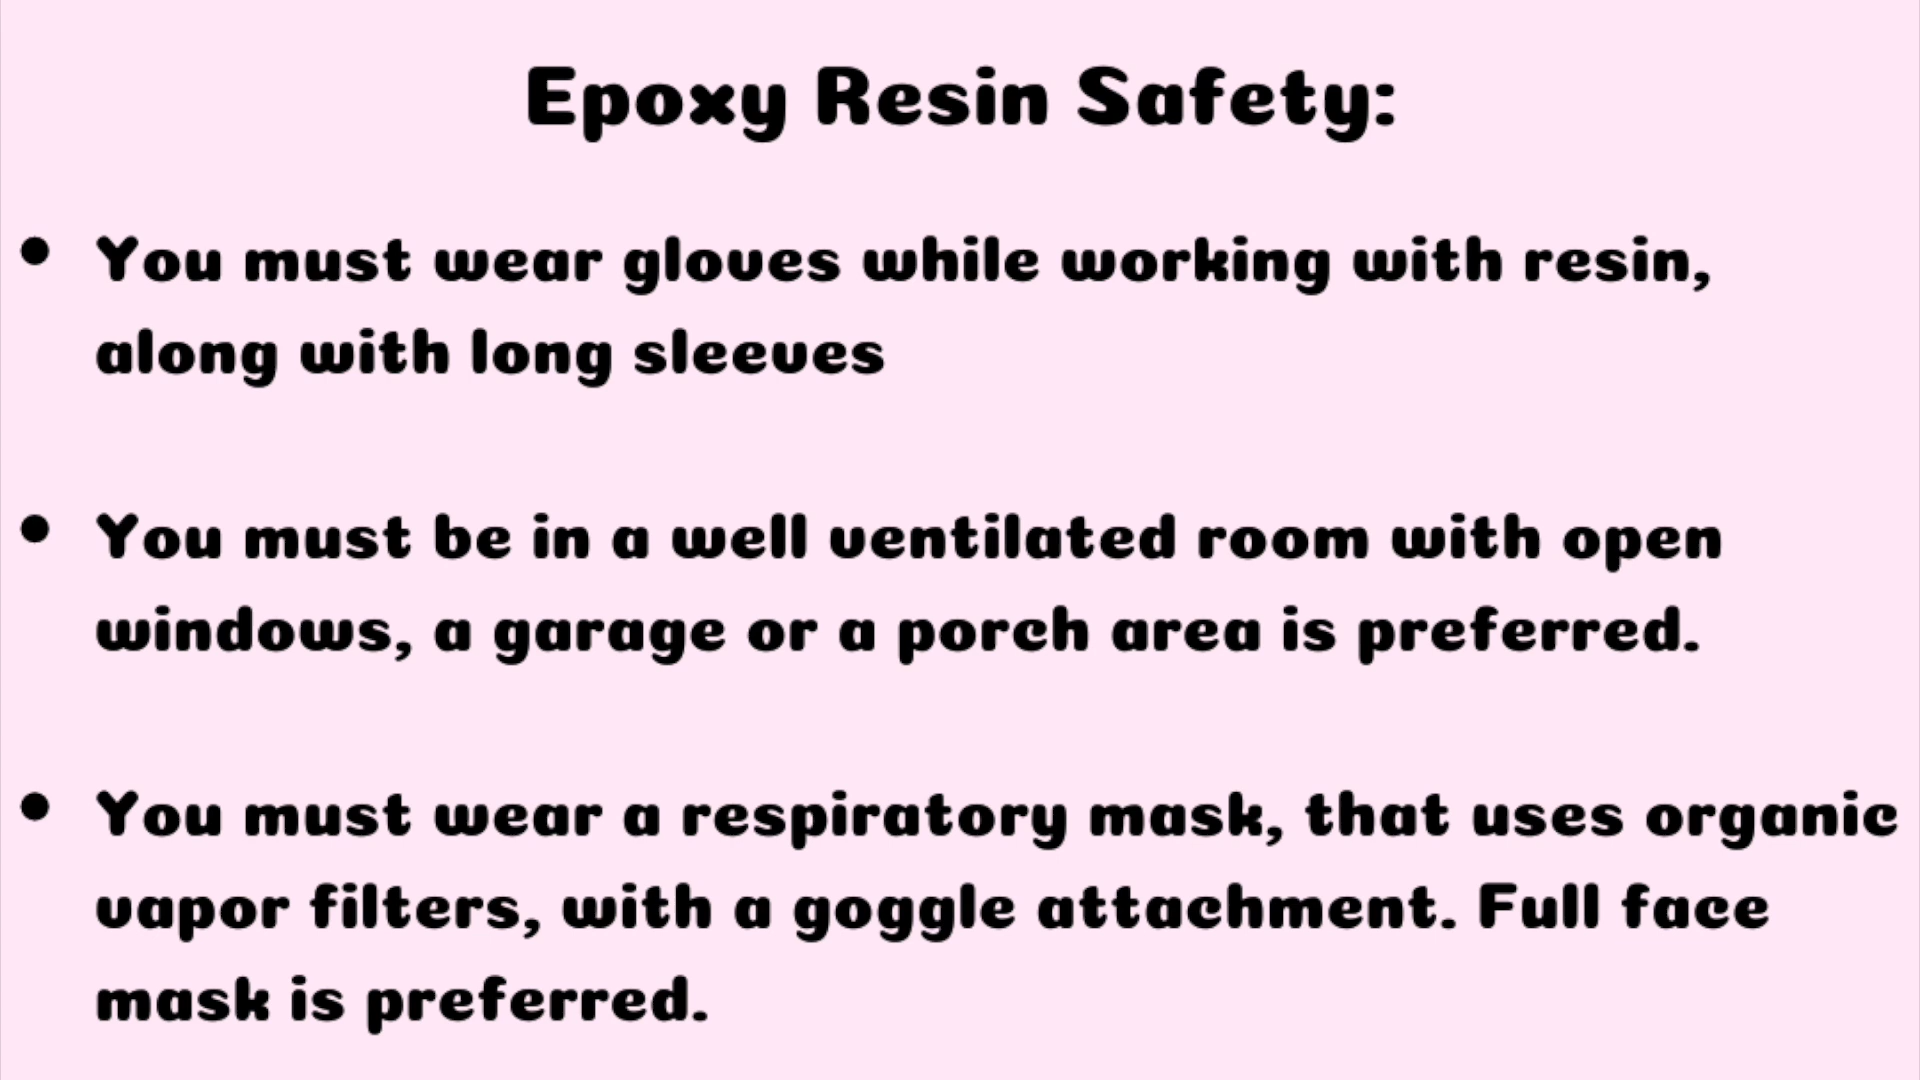 Epoxy Resin Safety:
• You must wear gloves while working with resin,
along with long sleeves
• You must be in a well ventilated room with open
windows, a garage or a porch area is preferred.
• You must wear a respiratory mask, that uses organic
vapor filters, with a goggle attachment. Full face
mask is preferred.